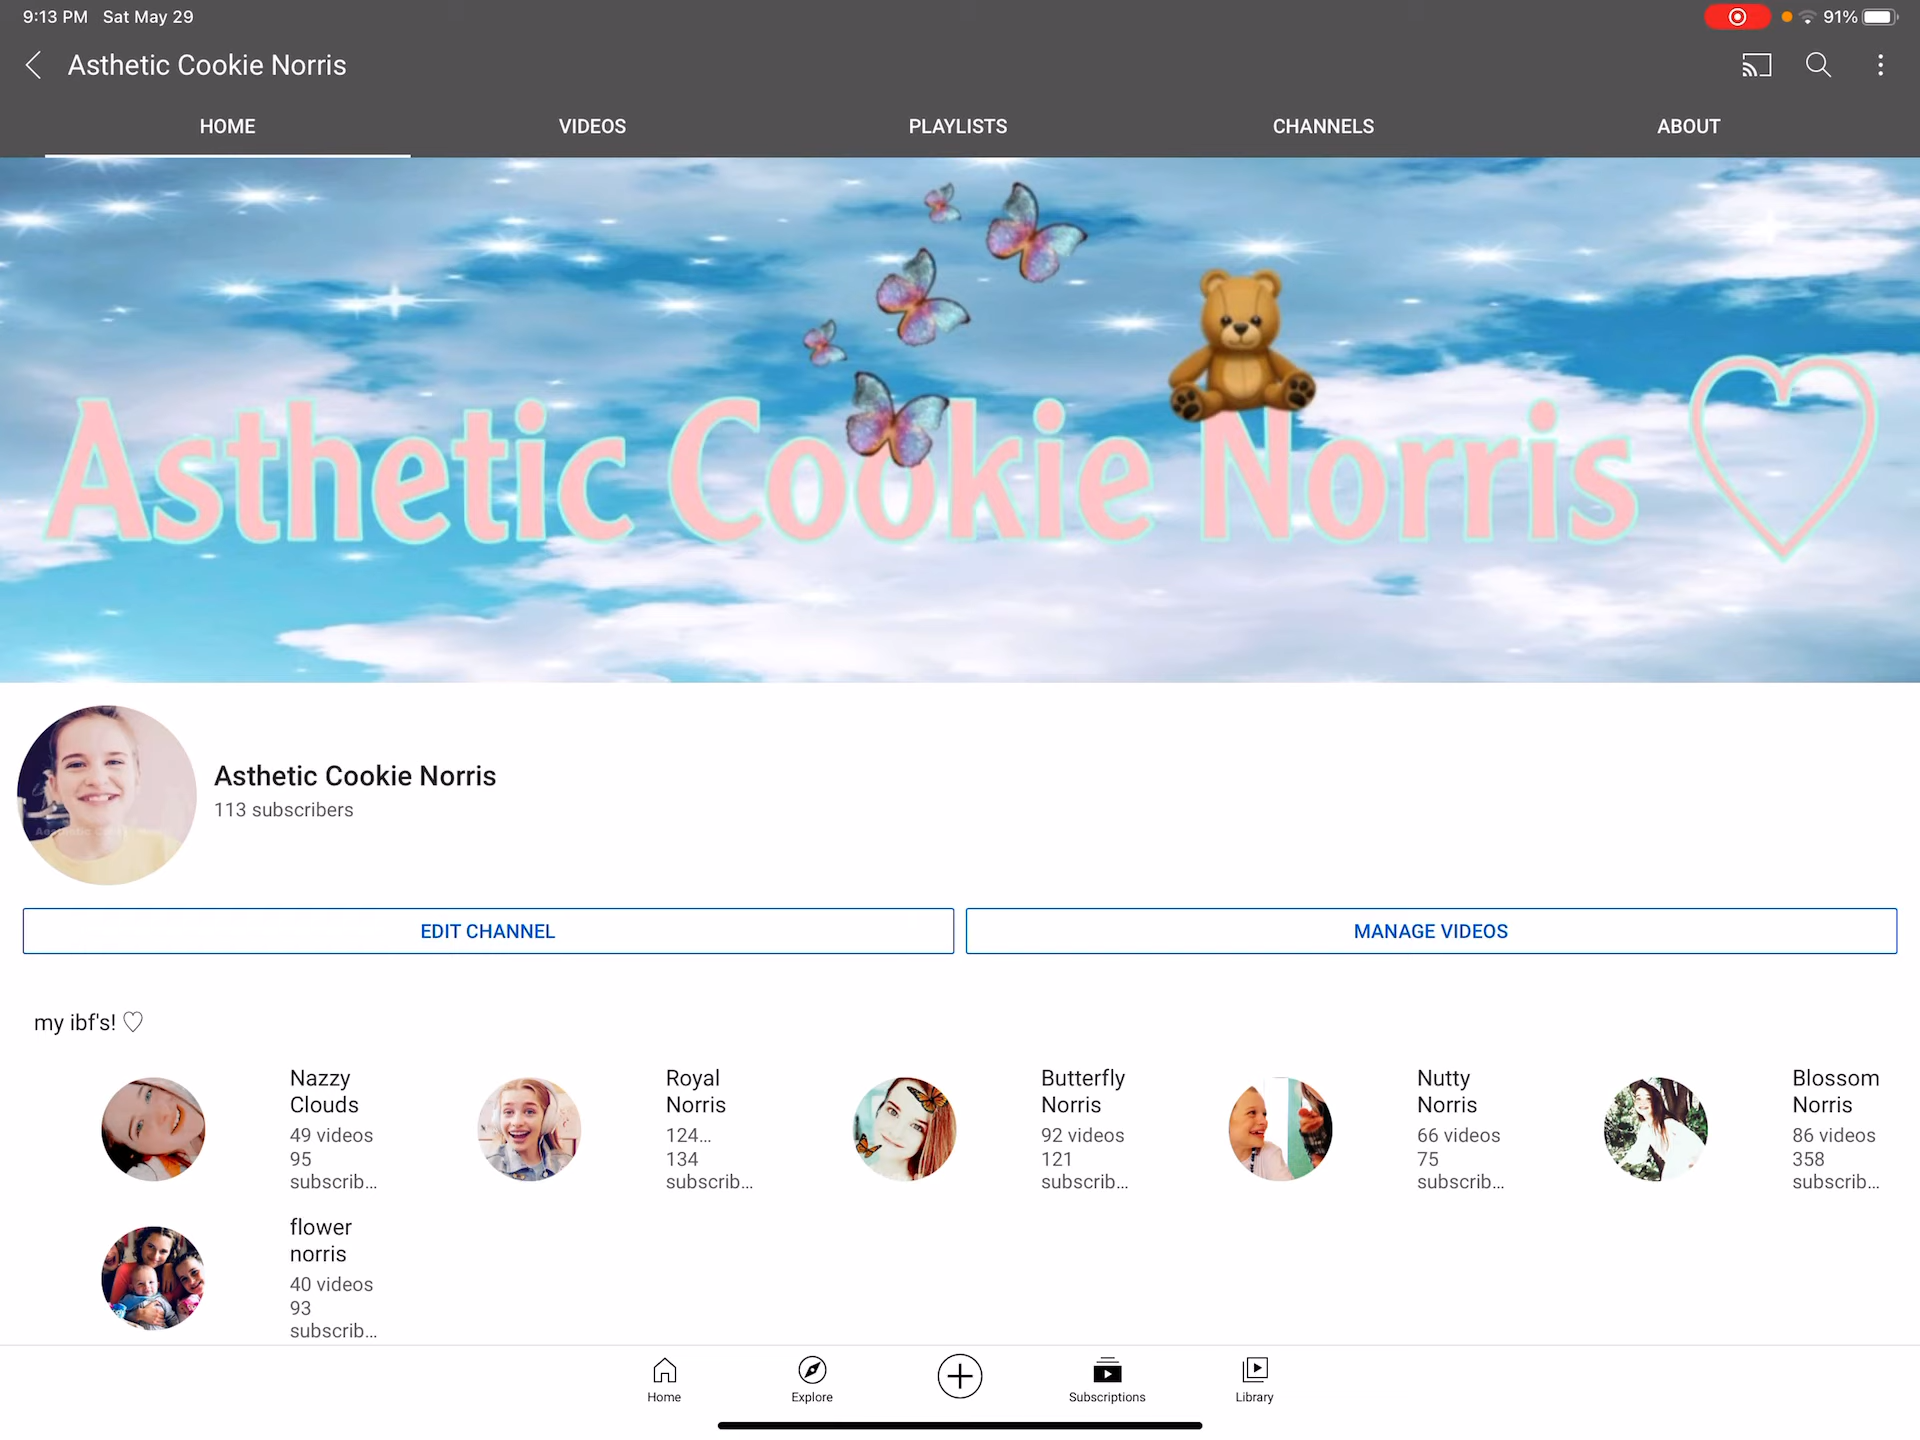 9:13 PM Sat May 29
91%
Asthetic Cookie Norris
HOME VIDEOS PLAYLISTS CHANNELS ABOUT
Asthetic Cookie Norris ♡
Asthetic Cookie Norris
113 subscribers
EDIT CHANNEL MANAGE VIDEOS
my ibf's! ♡
Nazzy
Clouds
49 videos
95
subscrib...
Royal
Norris
124...
134
subscrib...
Butterfly
Norris
92 videos
121
subscrib...
Nutty
Norris
66 videos
75
subscrib...
Blossom
Norris
86 videos
358
subscrib...
flower
norris
40 videos
93
subscrib...
Home Explore Subscriptions Library